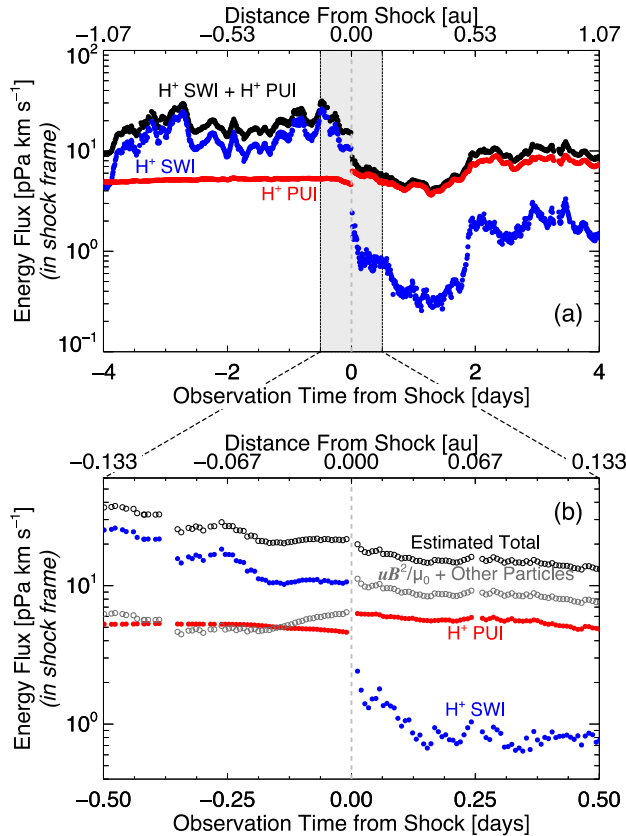 Distance From Shock [au]
−1.07 −0.53 0.00 0.53 1.07
10²
10¹
10⁰
10⁻¹
Energy Flux [pPa km s⁻¹]
(in shock frame)
H⁺ SWI + H⁺ PUI
H⁺ SWI
H⁺ PUI
(a)
−4 −2 0 2 4
Observation Time from Shock [days]
Distance From Shock [au]
−0.133 −0.067 0.000 0.067 0.133
(b)
10¹
10⁰
Energy Flux [pPa km s⁻¹]
(in shock frame)
Estimated Total
uB²/μ₀ + Other Particles
H⁺ PUI
H⁺ SWI
−0.50 −0.25 0.00 0.25 0.50
Observation Time from Shock [days]